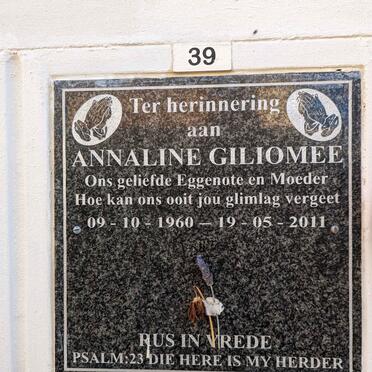 39
Ter herinnering
aan
ANNALINE GILIOMEE
Ons geliefde Eggenote en Moeder
Hoe kan ons ooit jou glimlag vergeet
09 - 10 - 1960 — 19 - 05 - 2011
RUS IN VREDE
PSALM:23 DIE HERE IS MY HERDER